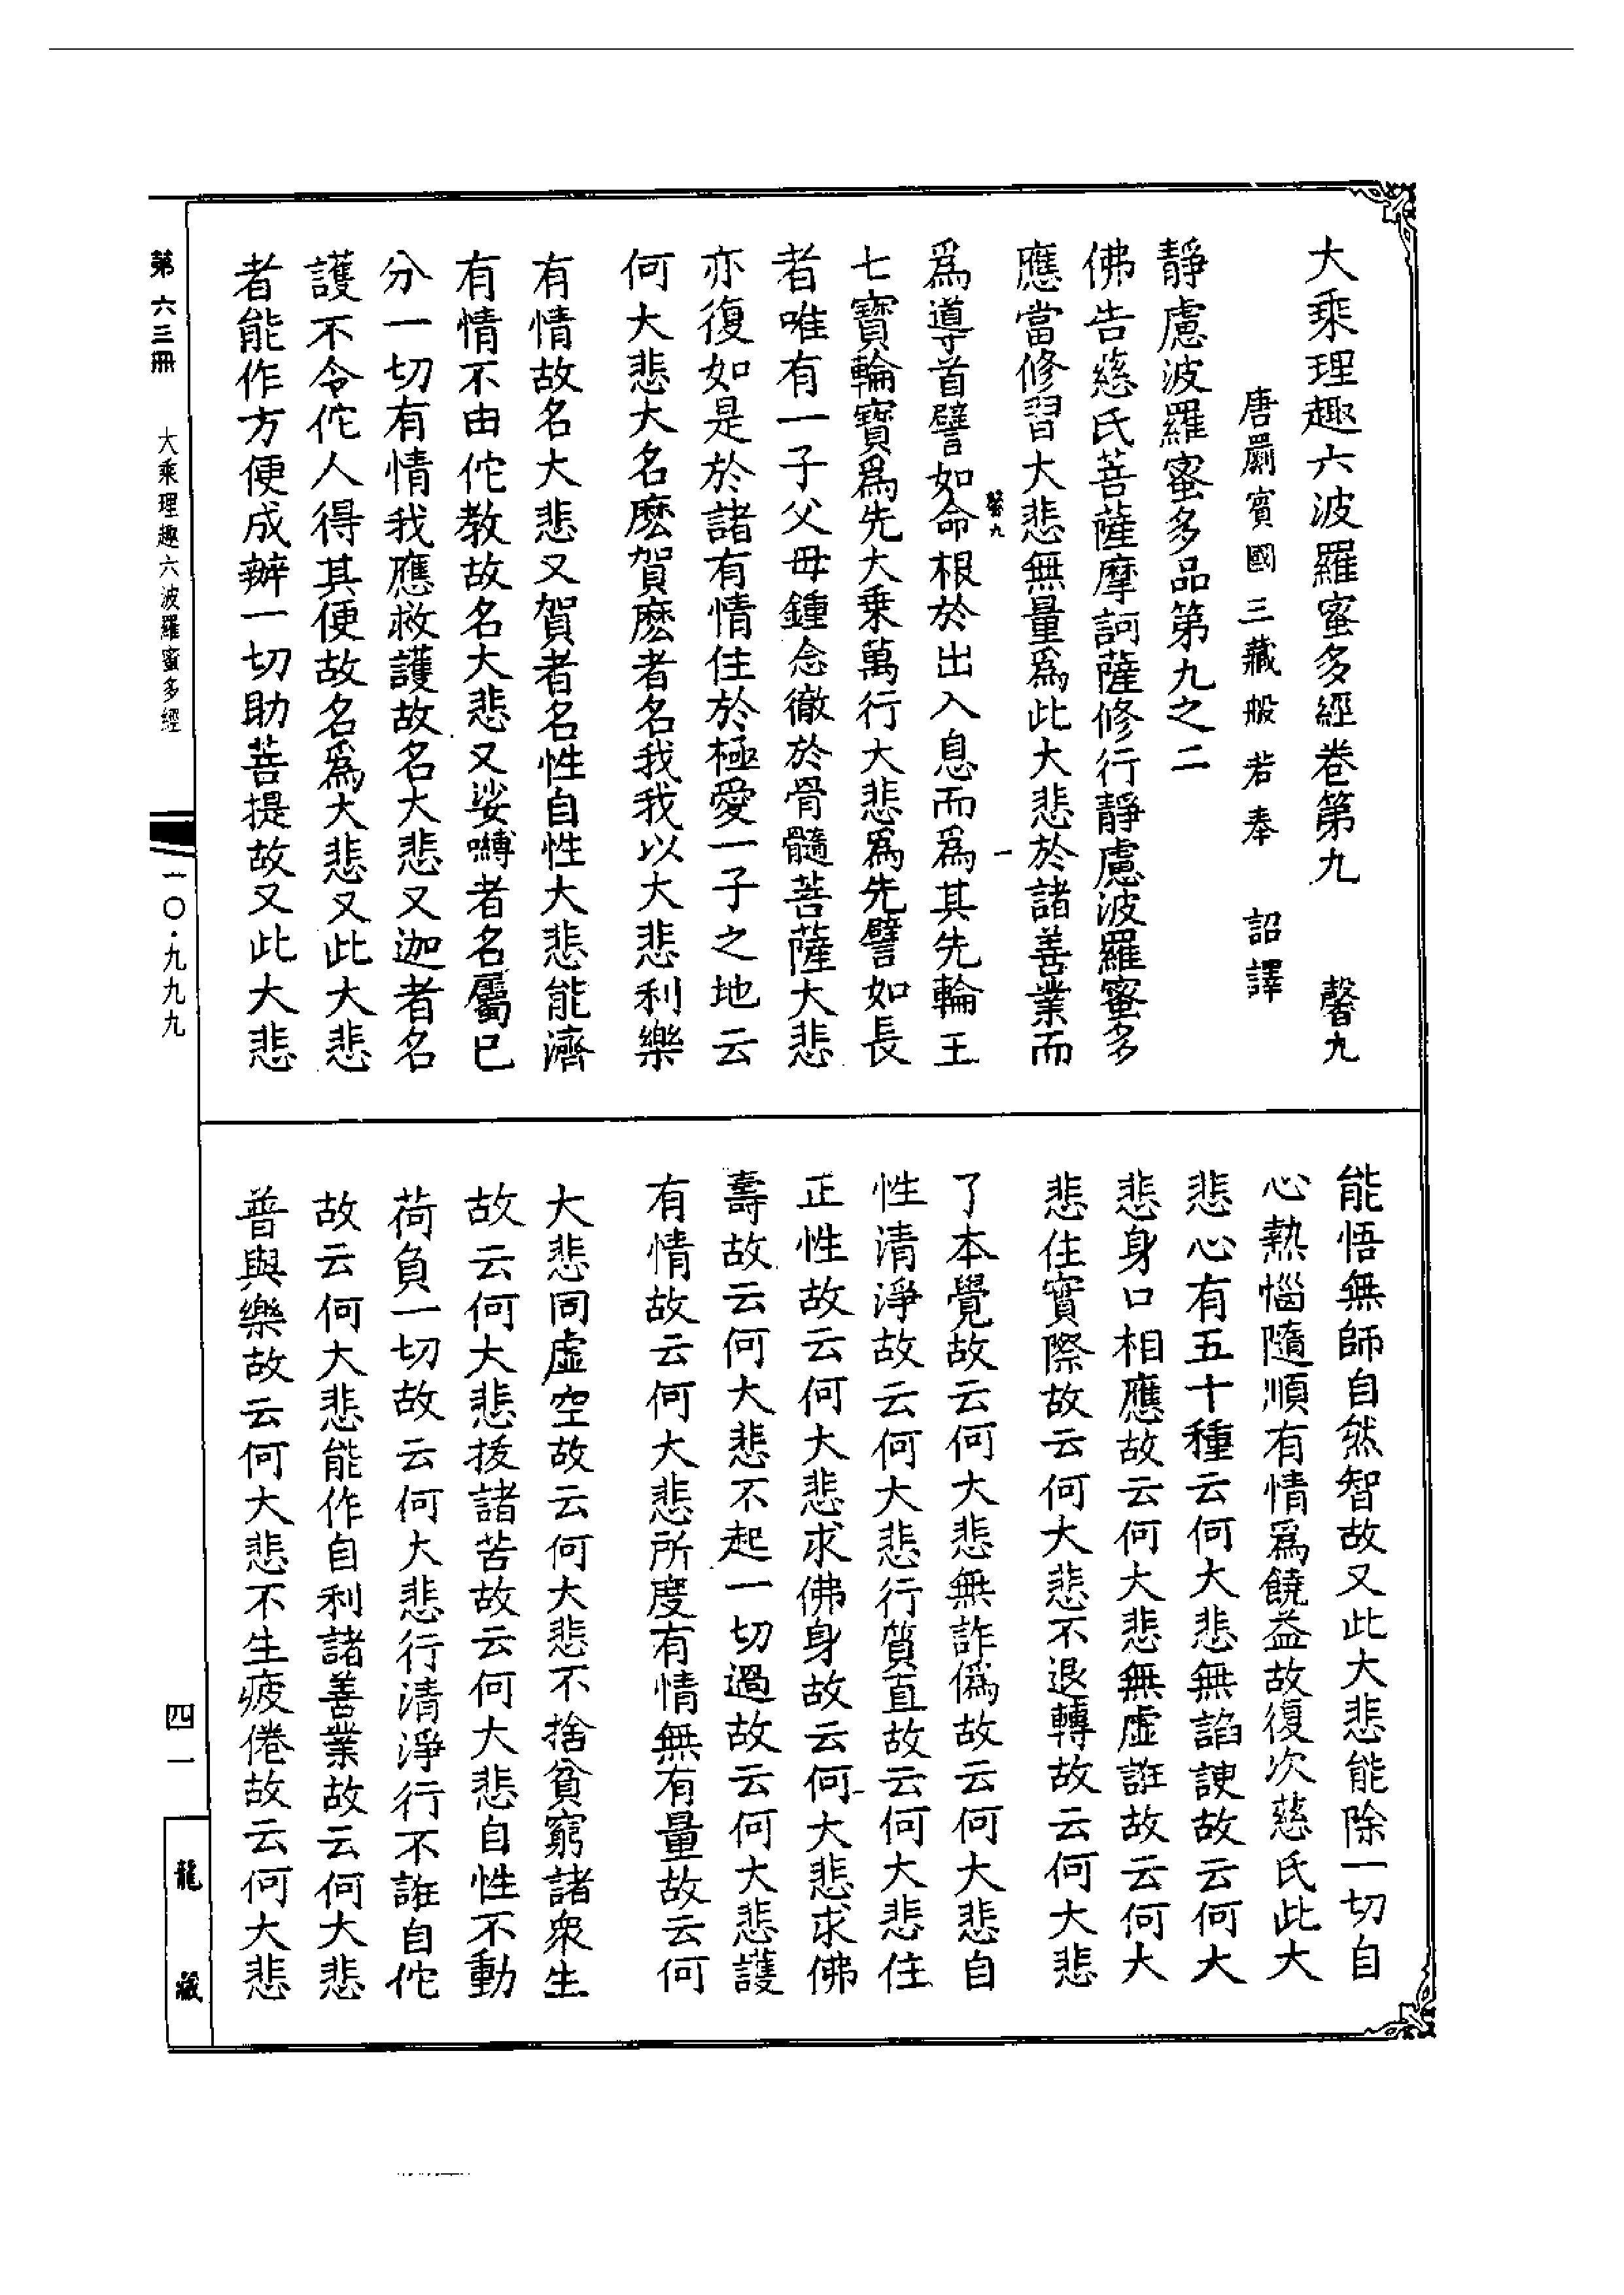 大乘理趣六波羅蜜多經卷第九　馨九
唐罽賓國三藏般若奉　詔譯
靜慮波羅蜜多品第九之二
佛告慈氏菩薩摩訶薩修行靜慮波羅蜜多
應當修習大悲無量爲此大悲於諸善業而
馨九　一
爲導首譬如命根於出入息而爲其先輪王
七寶輪寶爲先大乘萬行大悲爲先譬如長
者唯有一子父母鍾念徹於骨髓菩薩大悲
亦復如是於諸有情住於極愛一子之地云
何大悲大名麼賀麼者名我我以大悲利樂
有情故名大悲又賀者名性自性大悲能濟
有情不由佗教故名大悲又娑嚩者名屬已
分一切有情我應救護故名大悲又迦者名
護不令佗人得其便故名爲大悲又此大悲
者能作方便成辦一切助菩提故又此大悲
能悟無師自然智故又此大悲能除一切自
心熱惱隨順有情爲饒益故復次慈氏此大
悲心有五十種云何大悲無諂諛故云何大
悲身口相應故云何大悲無虛誑故云何大
悲住實際故云何大悲不退轉故云何大悲
了本覺故云何大悲無詐僞故云何大悲自
性清淨故云何大悲行質直故云何大悲住
正性故云何大悲求佛身故云何大悲求佛
壽故云何大悲不起一切過故云何大悲護
有情故云何大悲所度有情無有量故云何
大悲同虛空故云何大悲不捨貧窮諸衆生
故云何大悲拔諸苦故云何大悲自性不動
荷負一切故云何大悲行清淨行不誑自佗
故云何大悲能作自利諸善業故云何大悲
普與樂故云何大悲不生疲倦故云何大悲
第六三冊　大乘理趣六波羅蜜多經
一〇·九九九
四一
龍藏